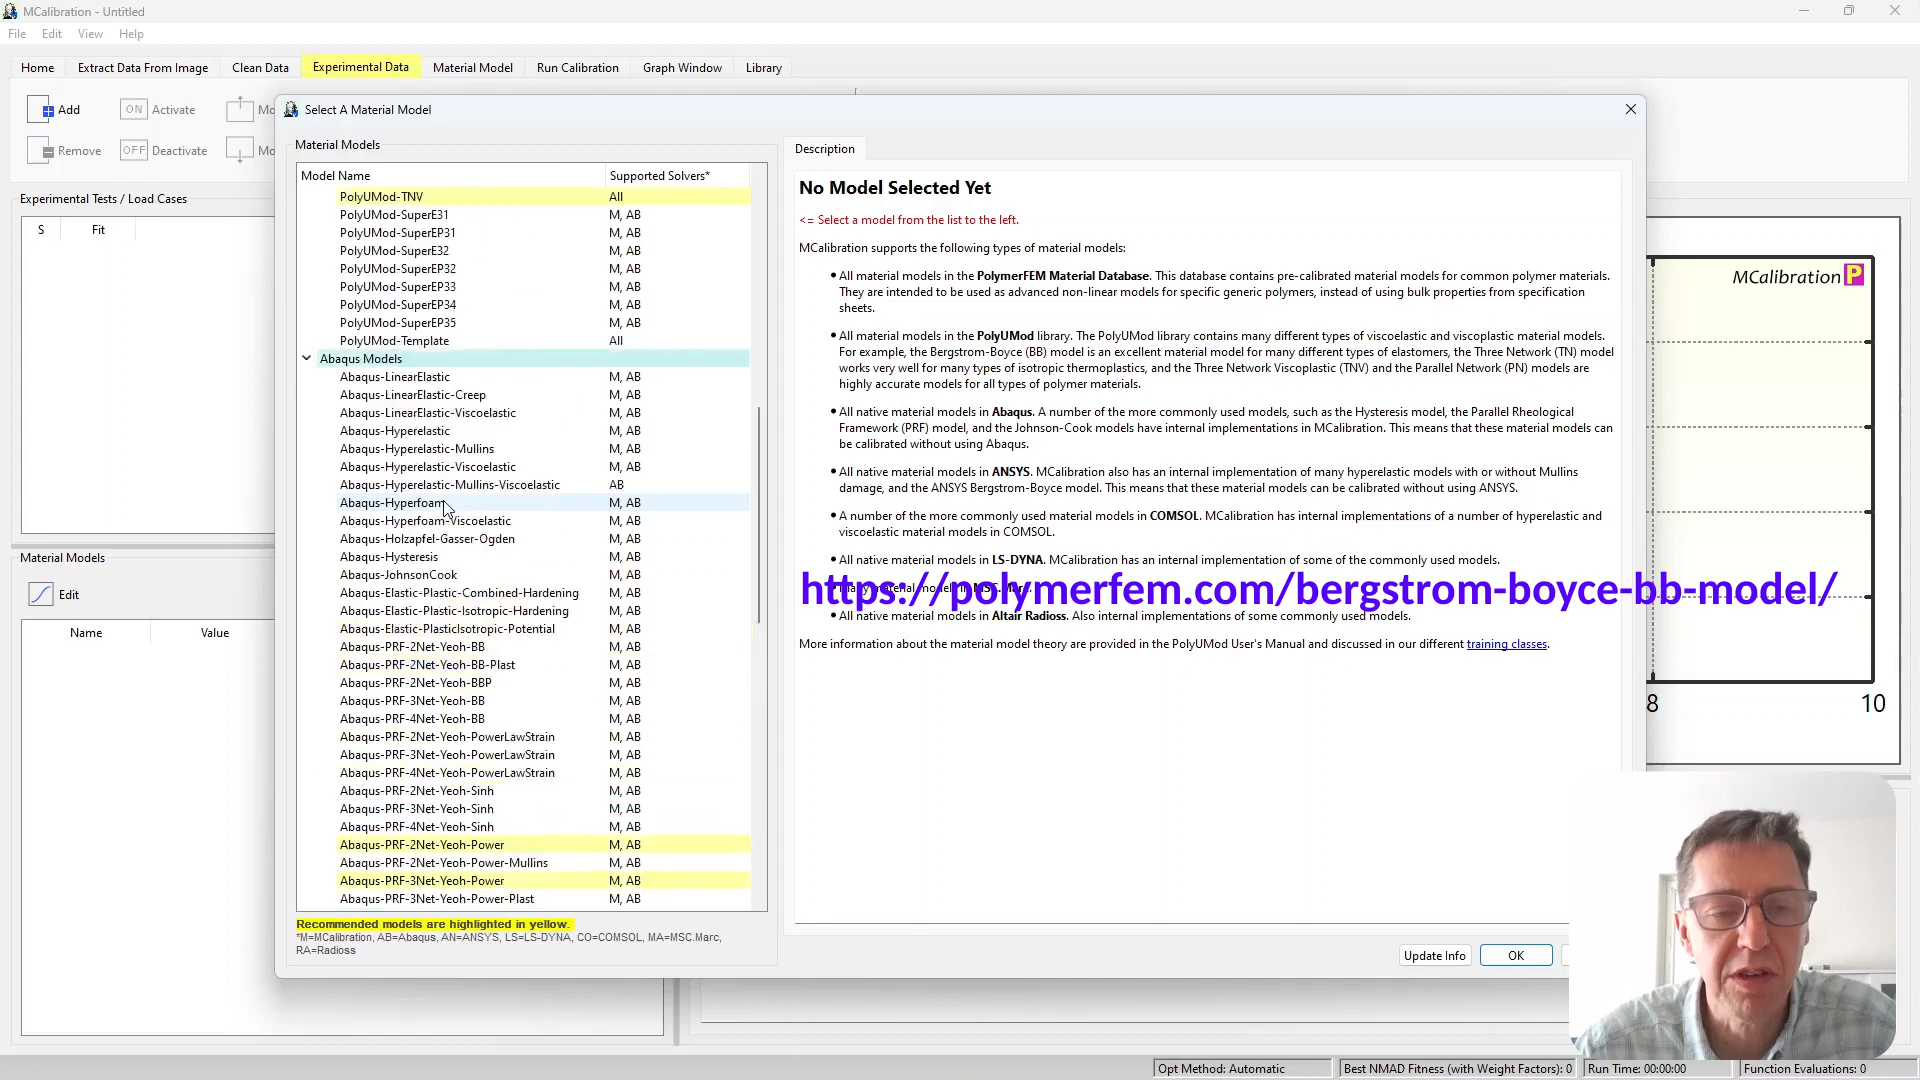 MCalibration - Untitled
File Edit View Help
Home Extract Data From Image Clean Data Experimental Data Material Model Run Calibration Graph Window Library
Add ON Activate
Remove OFF Deactivate
Experimental Tests / Load Cases
S Fit
Material Models
Edit
Name Value
Select A Material Model
Material Models
Model Name Supported Solvers*
PolyUMod-TNV All
PolyUMod-SuperE31 M, AB
PolyUMod-SuperEP31 M, AB
PolyUMod-SuperE32 M, AB
PolyUMod-SuperEP32 M, AB
PolyUMod-SuperEP33 M, AB
PolyUMod-SuperEP34 M, AB
PolyUMod-SuperEP35 M, AB
PolyUMod-Template All
Abaqus Models
Abaqus-LinearElastic M, AB
Abaqus-LinearElastic-Creep M, AB
Abaqus-LinearElastic-Viscoelastic M, AB
Abaqus-Hyperelastic M, AB
Abaqus-Hyperelastic-Mullins M, AB
Abaqus-Hyperelastic-Viscoelastic M, AB
Abaqus-Hyperelastic-Mullins-Viscoelastic AB
Abaqus-Hyperfoam M, AB
Abaqus-Hyperfoam-Viscoelastic M, AB
Abaqus-Holzapfel-Gasser-Ogden M, AB
Abaqus-Hysteresis M, AB
Abaqus-JohnsonCook M, AB
Abaqus-Elastic-Plastic-Combined-Hardening M, AB
Abaqus-Elastic-Plastic-Isotropic-Hardening M, AB
Abaqus-Elastic-PlasticIsotropic-Potential M, AB
Abaqus-PRF-2Net-Yeoh-BB M, AB
Abaqus-PRF-2Net-Yeoh-BB-Plast M, AB
Abaqus-PRF-2Net-Yeoh-BBP M, AB
Abaqus-PRF-3Net-Yeoh-BB M, AB
Abaqus-PRF-4Net-Yeoh-BB M, AB
Abaqus-PRF-2Net-Yeoh-PowerLawStrain M, AB
Abaqus-PRF-3Net-Yeoh-PowerLawStrain M, AB
Abaqus-PRF-4Net-Yeoh-PowerLawStrain M, AB
Abaqus-PRF-2Net-Yeoh-Sinh M, AB
Abaqus-PRF-3Net-Yeoh-Sinh M, AB
Abaqus-PRF-4Net-Yeoh-Sinh M, AB
Abaqus-PRF-2Net-Yeoh-Power M, AB
Abaqus-PRF-2Net-Yeoh-Power-Mullins M, AB
Abaqus-PRF-3Net-Yeoh-Power M, AB
Abaqus-PRF-3Net-Yeoh-Power-Plast M, AB
Recommended models are highlighted in yellow.
*M=MCalibration, AB=Abaqus, AN=ANSYS, LS=LS-DYNA, CO=COMSOL, MA=MSC.Marc,
RA=Radioss
Description
No Model Selected Yet
<= Select a model from the list to the left.
MCalibration supports the following types of material models:
• All material models in the PolymerFEM Material Database. This database contains pre-calibrated material models for common polymer materials.
They are intended to be used as advanced non-linear models for specific generic polymers, instead of using bulk properties from specification
sheets.
• All material models in the PolyUMod library. The PolyUMod library contains many different types of viscoelastic and viscoplastic material models.
For example, the Bergstrom-Boyce (BB) model is an excellent material model for many different types of elastomers, the Three Network (TN) model
works very well for many types of isotropic thermoplastics, and the Three Network Viscoplastic (TNV) and the Parallel Network (PN) models are
highly accurate models for all types of polymer materials.
• All native material models in Abaqus. A number of the more commonly used models, such as the Hysteresis model, the Parallel Rheological
Framework (PRF) model, and the Johnson-Cook models have internal implementations in MCalibration. This means that these material models can
be calibrated without using Abaqus.
• All native material models in ANSYS. MCalibration also has an internal implementation of many hyperelastic models with or without Mullins
damage, and the ANSYS Bergstrom-Boyce model. This means that these material models can be calibrated without using ANSYS.
• A number of the more commonly used material models in COMSOL. MCalibration has internal implementations of a number of hyperelastic and
viscoelastic material models in COMSOL.
• All native material models in LS-DYNA. MCalibration has an internal implementation of some of the commonly used models.
https://polymerfem.com/bergstrom-boyce-bb-model/
• All native material models in Altair Radioss. Also internal implementations of some commonly used models.
More information about the material model theory are provided in the PolyUMod User's Manual and discussed in our different training classes.
Update Info OK
MCalibration P
8 10
Opt Method: Automatic Best NMAD Fitness (with Weight Factors): 0 Run Time: 00:00:00 Function Evaluations: 0